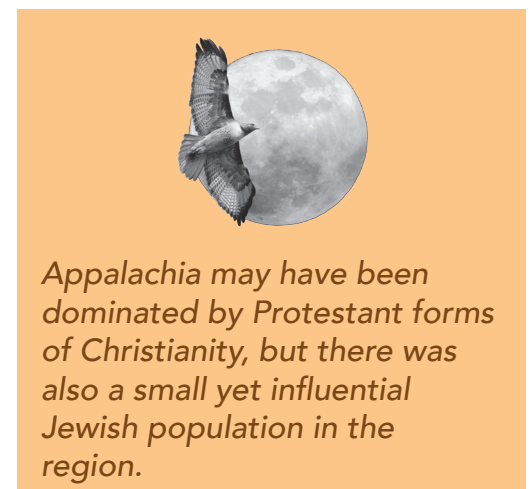 Appalachia may have been
dominated by Protestant forms
of Christianity, but there was
also a small yet influential
Jewish population in the
region.